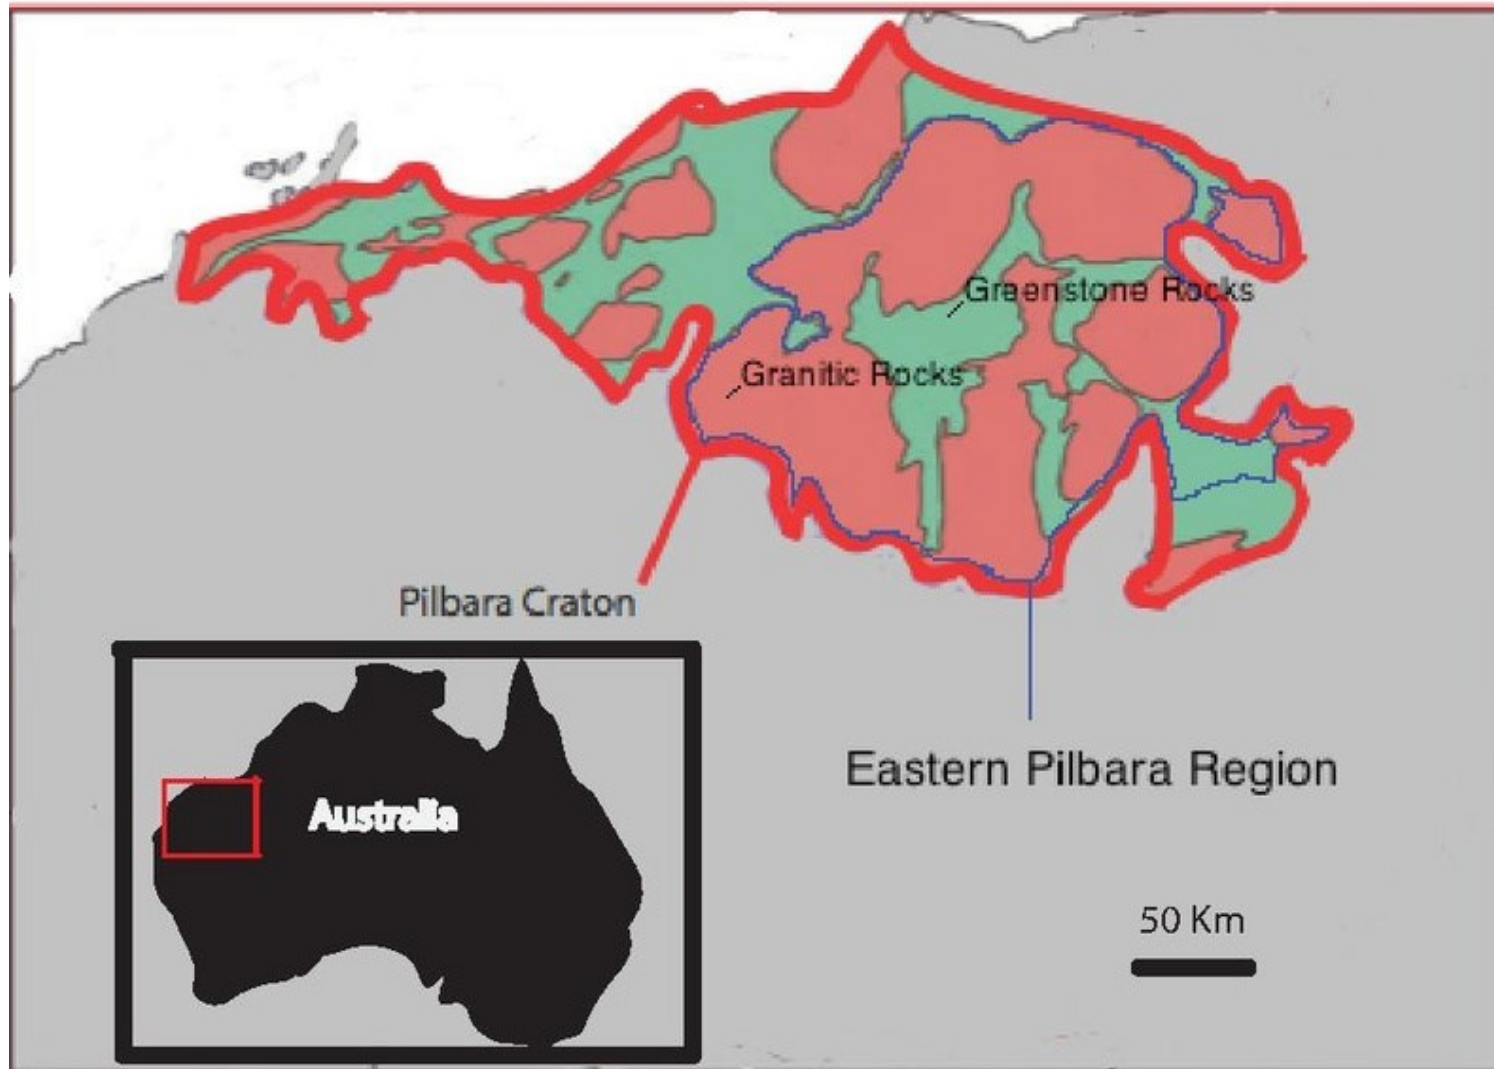 Greenstone Rocks
Granitic Rocks
Pilbara Craton
Eastern Pilbara Region
Australia
50 Km